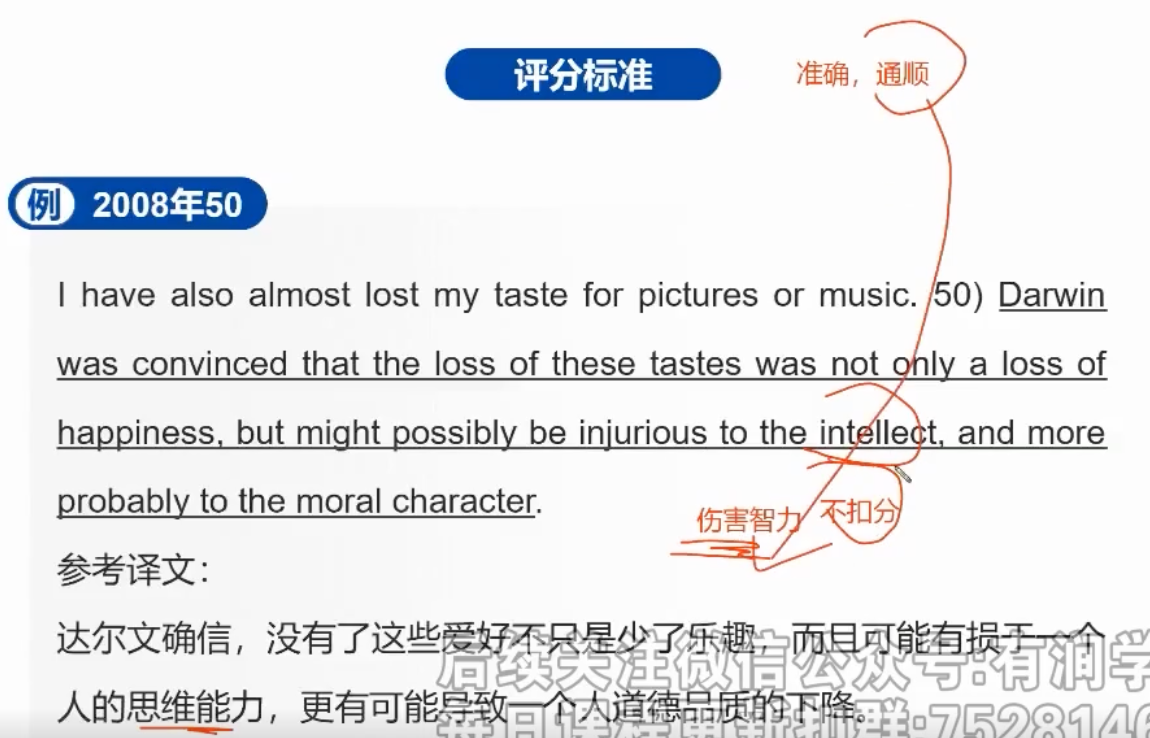 评分标准 准确，通顺
例 2008年50
I have also almost lost my taste for pictures or music. 50) Darwin
was convinced that the loss of these tastes was not only a loss of
happiness, but might possibly be injurious to the intellect, and more
probably to the moral character.
伤害智力 不扣分
参考译文：
达尔文确信，没有了这些爱好不只是少了乐趣，而且可能有损于一个
后续关注微信公众号:有润学
人的思维能力，更有可能导致一个人道德品质的下降。